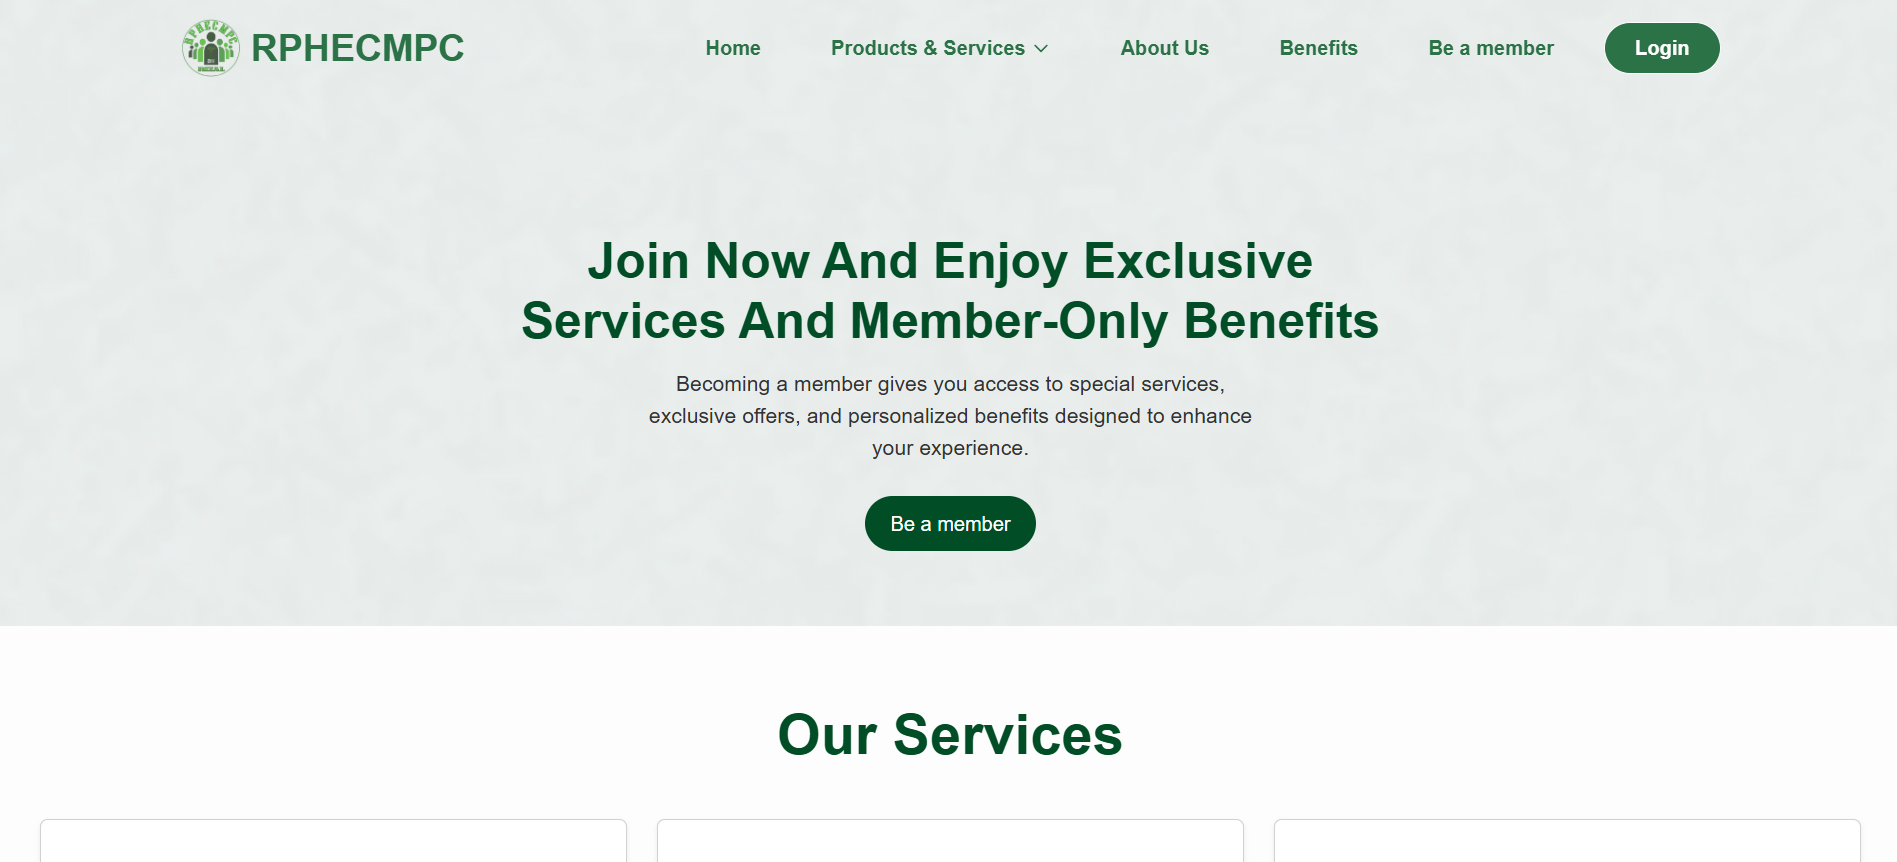 RPHECMPC
RPHECMPC
Home
Products & Services
About Us
Benefits
Be a member
Login
Join Now And Enjoy Exclusive
Services And Member-Only Benefits
Becoming a member gives you access to special services,
exclusive offers, and personalized benefits designed to enhance
your experience.
Be a member
Our Services